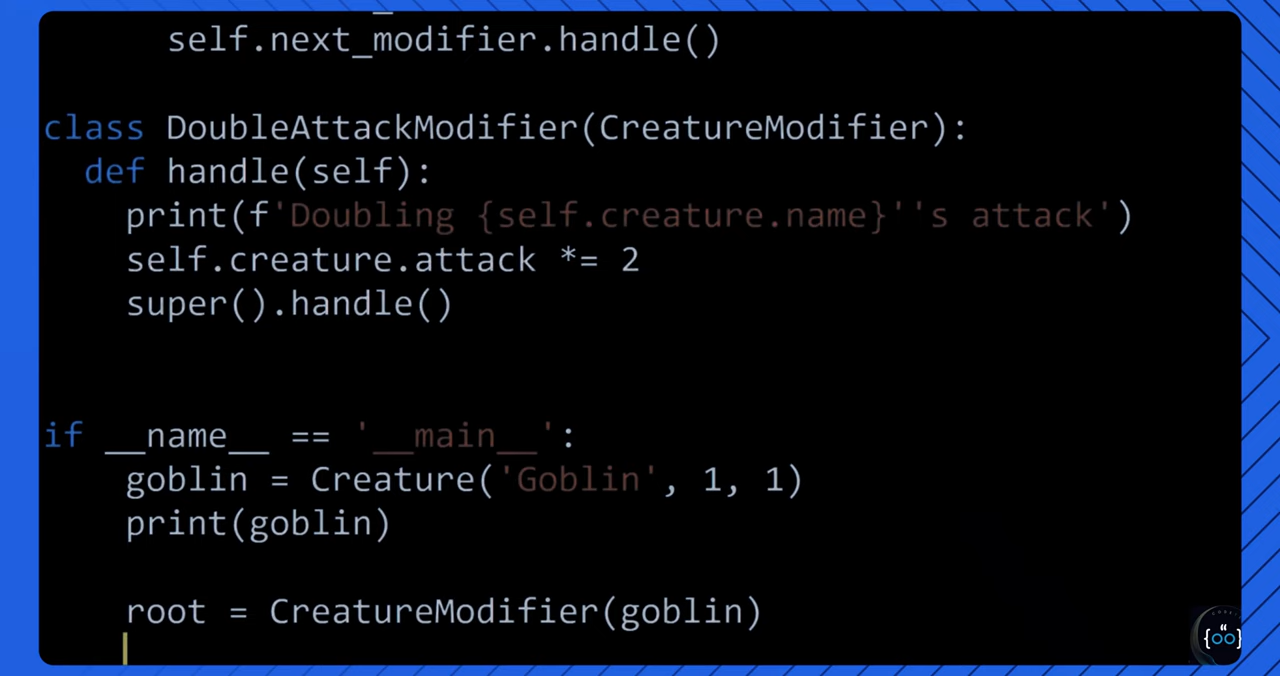 self.next_modifier.handle()
class DoubleAttackModifier(CreatureModifier):
def handle(self):
print(f'Doubling {self.creature.name}''s attack')
self.creature.attack *= 2
super().handle()
if __name__ == '__main__':
goblin = Creature('Goblin', 1, 1)
print(goblin)
root = CreatureModifier(goblin)